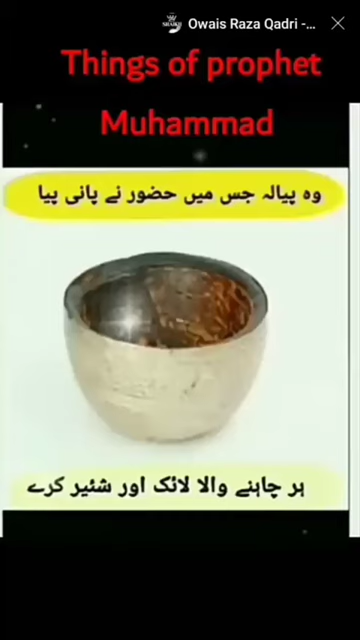 Owais Raza Qadri -...
Things of prophet
Muhammad
وہ پیالہ جس میں حضور نے پانی پیا
ہر چاہنے والا لائک اور شئیر کرے